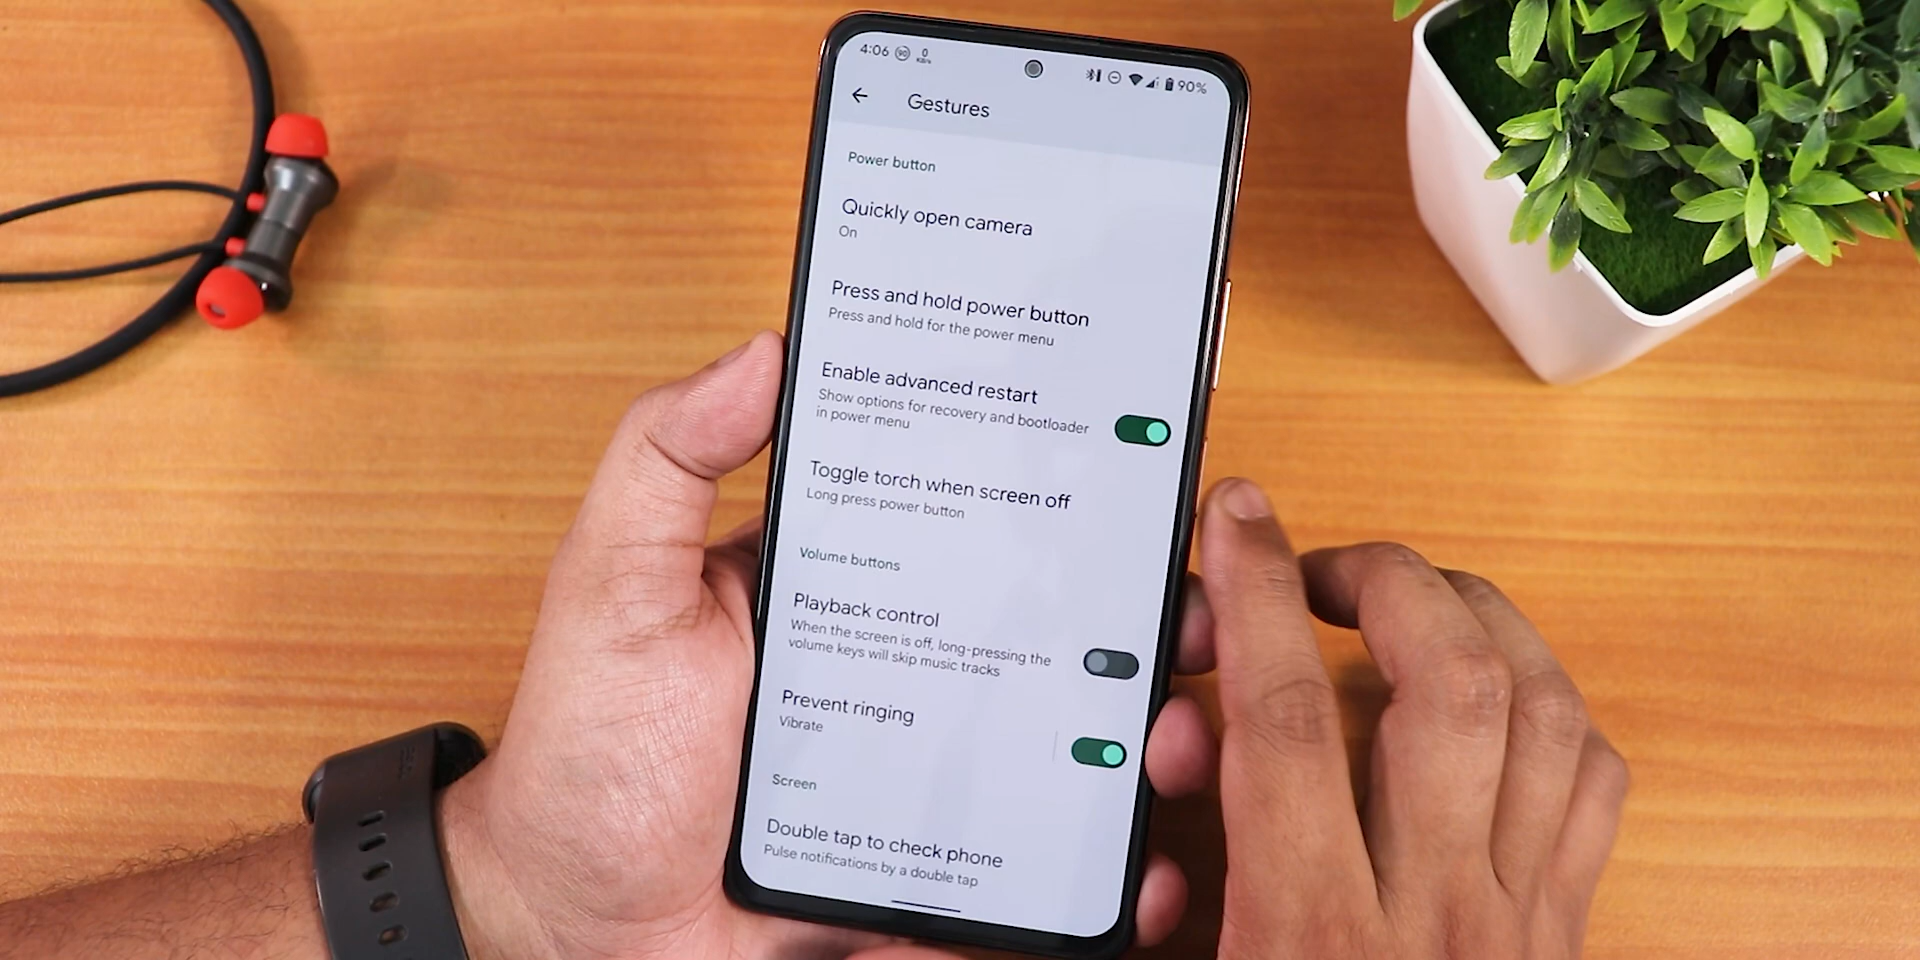 4:06 90 0 KB/s 90%
Gestures
Power button
Quickly open camera
On
Press and hold power button
Press and hold for the power menu
Enable advanced restart
Show options for recovery and bootloader
in power menu
Toggle torch when screen off
Long press power button
Volume buttons
Playback control
When the screen is off, long-pressing the
volume keys will skip music tracks
Prevent ringing
Vibrate
Screen
Double tap to check phone
Pulse notifications by a double tap